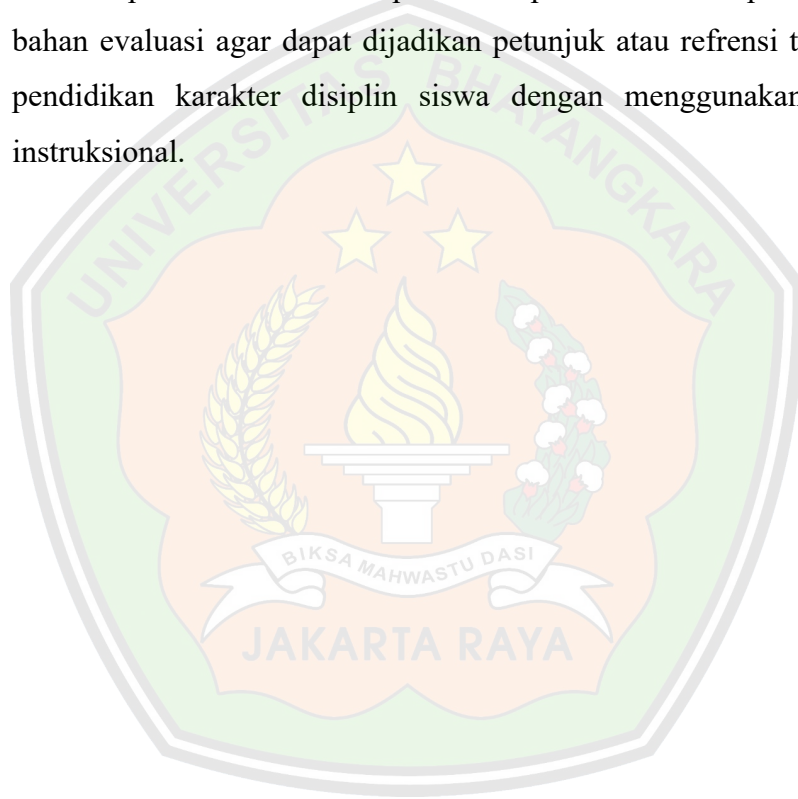 bahan evaluasi agar dapat dijadikan petunjuk atau refrensi
pendidikan karakter disiplin siswa dengan menggunakan
instruksional.
UNIVERSITAS BHAYANGKARA
BIKSA MAHWASTU DASI
JAKARTA RAYA